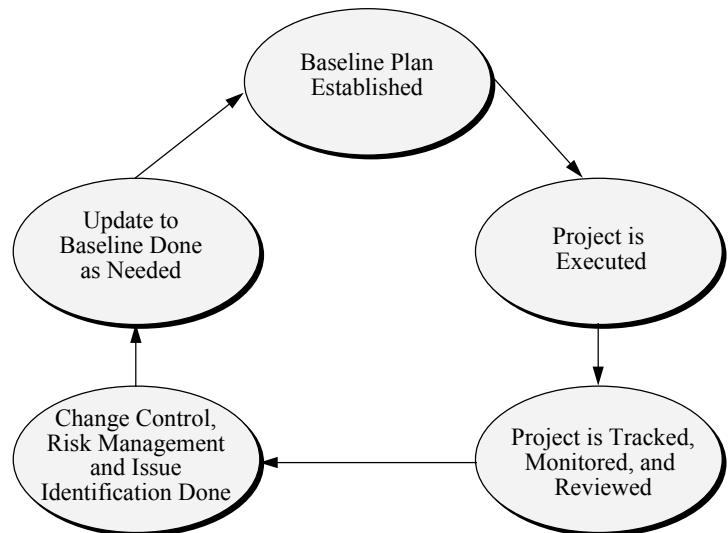 Baseline Plan
Established
Project is
Executed
Project is Tracked,
Monitored, and
Reviewed
Change Control,
Risk Management
and Issue
Identification Done
Update to
Baseline Done
as Needed